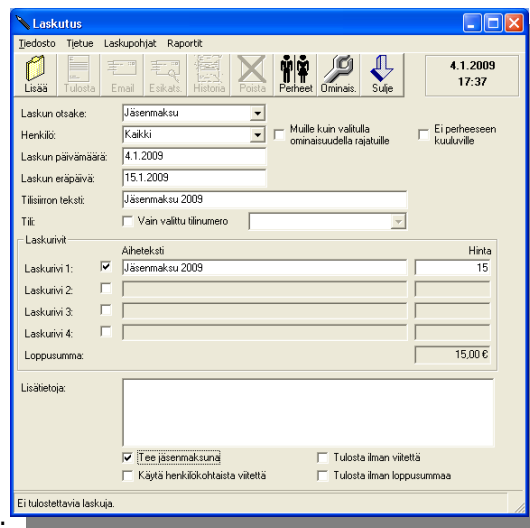 Laskutus
Tiedosto Tietue Laskupohjat Raportit
Lisää Tulosta Email Esikats. Historia Poista Perheet Ominais. Sulje
4.1.2009
17:37
Laskun otsake: Jäsenmaksu
Henkilö: Kaikki
Muille kuin valitulla
ominaisuudella rajatuille
Ei perheeseen
kuuluville
Laskun päivämäärä: 4.1.2009
Laskun eräpäivä: 15.1.2009
Tilisiirron teksti: Jäsenmaksu 2009
Tili: Vain valittu tilinumero
Laskurivit
Aiheteksti Hinta
Laskurivi 1: Jäsenmaksu 2009 15
Laskurivi 2:
Laskurivi 3:
Laskurivi 4:
Loppusumma: 15,00 €
Lisätietoja:
Tee jäsenmaksuna Tulosta ilman viitettä
Käytä henkilökohtaista viitettä Tulosta ilman loppusummaa
Ei tulostettavia laskuja.
.